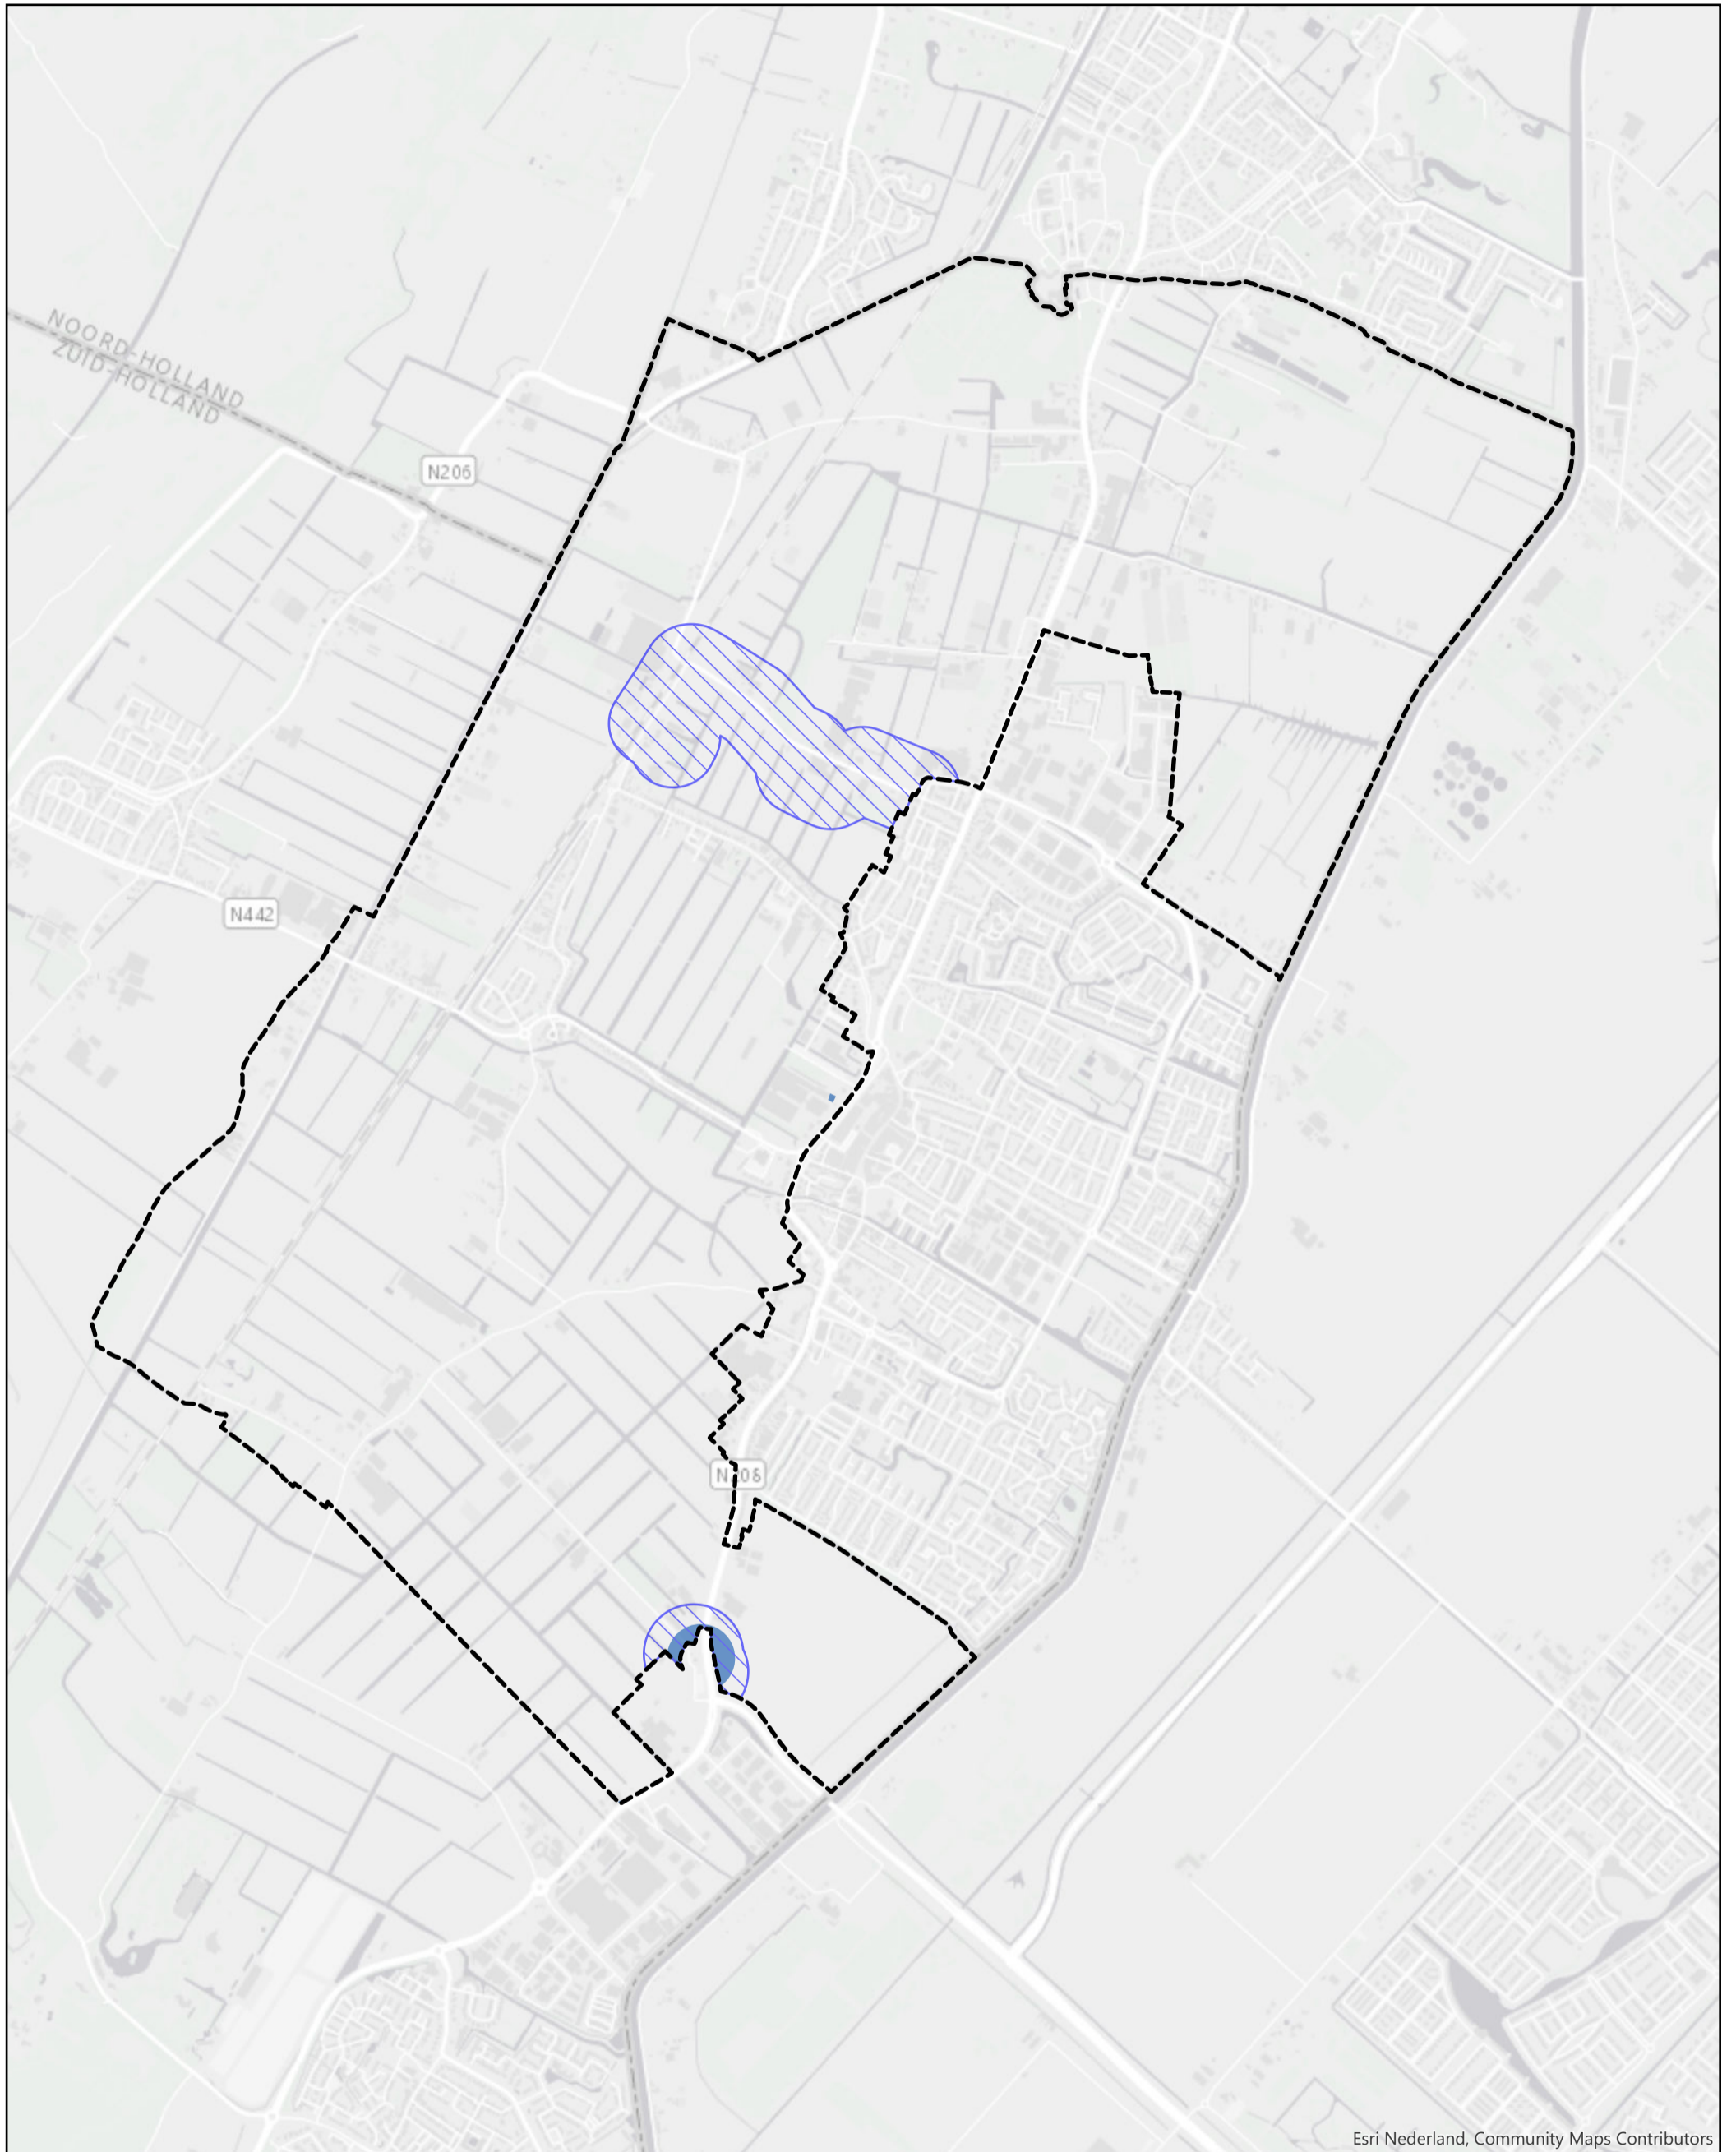 NOORD-HOLLAND
ZUID-HOLLAND
N206
N442
N208
Esri Nederland, Community Maps Contributors